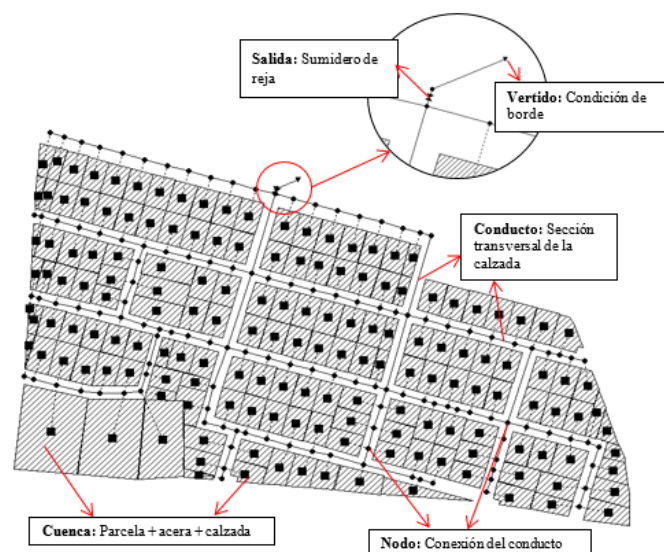 Salida: Sumidero de
reja
Vertido: Condición de
borde
Conducto: Sección
transversal de la
calzada
Cuenca: Parcela + acera + calzada
Nodo: Conexión del conducto